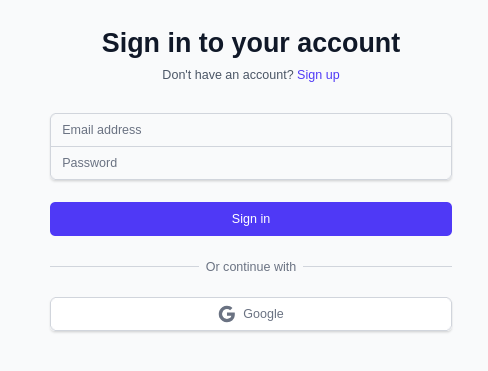 Sign in to your account
Don't have an account? Sign up
Email address
Password
Sign in
Or continue with
Google